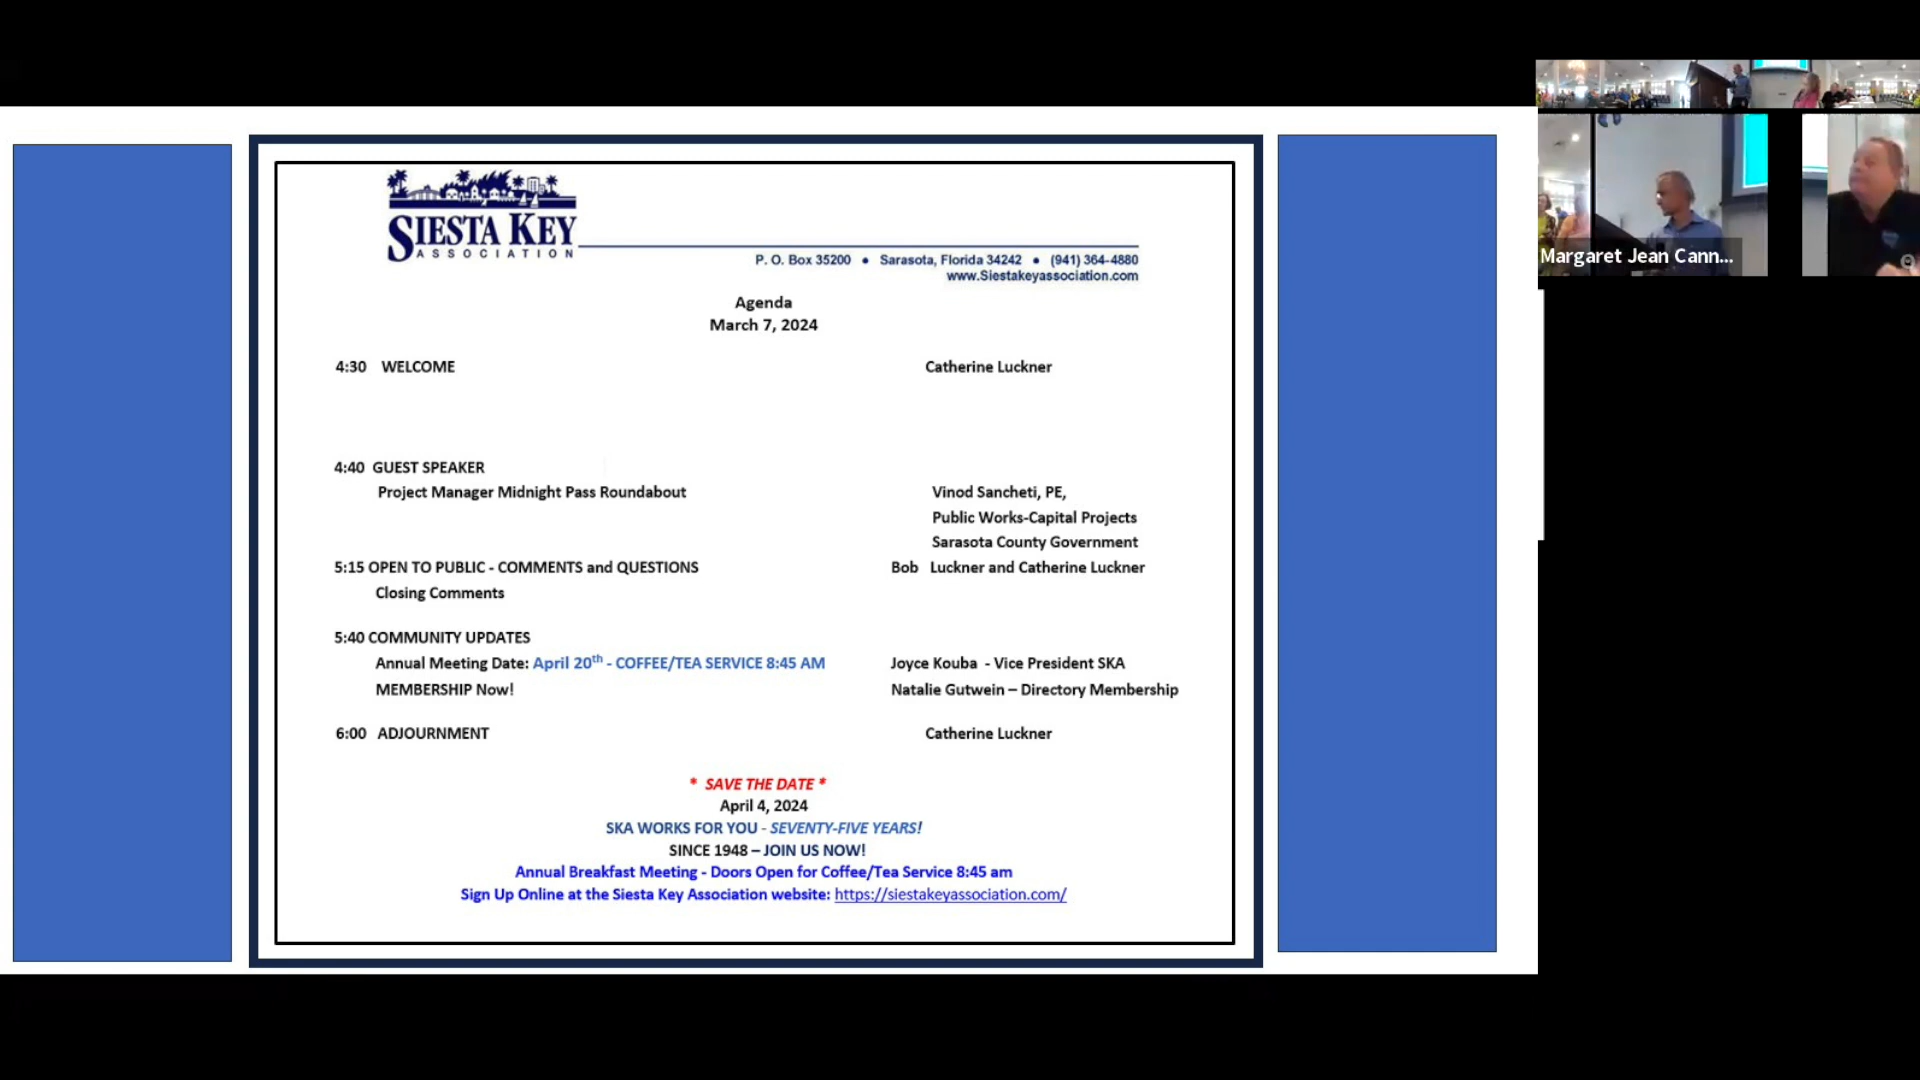 SIESTA KEY
ASSOCIATION
P. O. Box 35200 • Sarasota, Florida 34242 • (941) 364-4880
www.Siestakeyassociation.com
Agenda
March 7, 2024
4:30 WELCOME Catherine Luckner
4:40 GUEST SPEAKER
Project Manager Midnight Pass Roundabout Vinod Sancheti, PE,
Public Works-Capital Projects
Sarasota County Government
5:15 OPEN TO PUBLIC - COMMENTS and QUESTIONS Bob Luckner and Catherine Luckner
Closing Comments
5:40 COMMUNITY UPDATES
Annual Meeting Date: April 20th - COFFEE/TEA SERVICE 8:45 AM Joyce Kouba - Vice President SKA
MEMBERSHIP Now! Natalie Gutwein – Directory Membership
6:00 ADJOURNMENT Catherine Luckner
* SAVE THE DATE *
April 4, 2024
SKA WORKS FOR YOU - SEVENTY-FIVE YEARS!
SINCE 1948 – JOIN US NOW!
Annual Breakfast Meeting - Doors Open for Coffee/Tea Service 8:45 am
Sign Up Online at the Siesta Key Association website: https://siestakeyassociation.com/
Margaret Jean Cann...